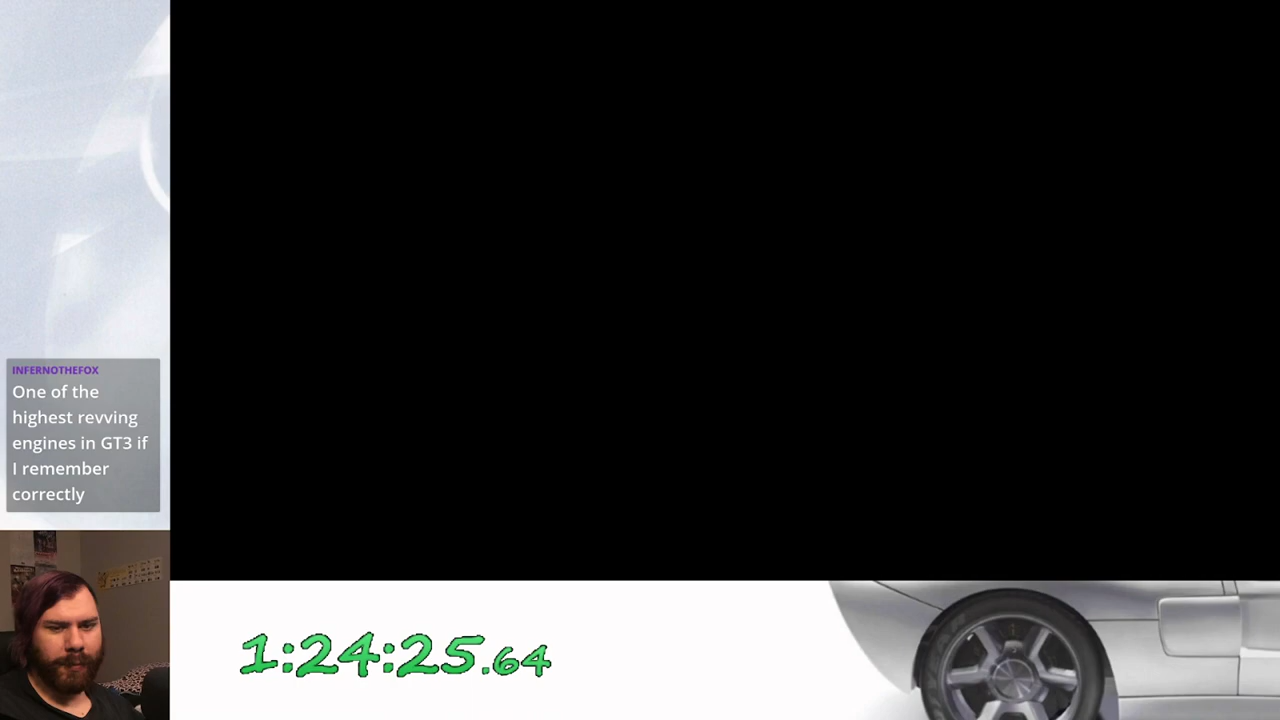 INFERNOTHEFOX
One of the
highest revving
engines in GT3 if
I remember
correctly
1:24:25.64